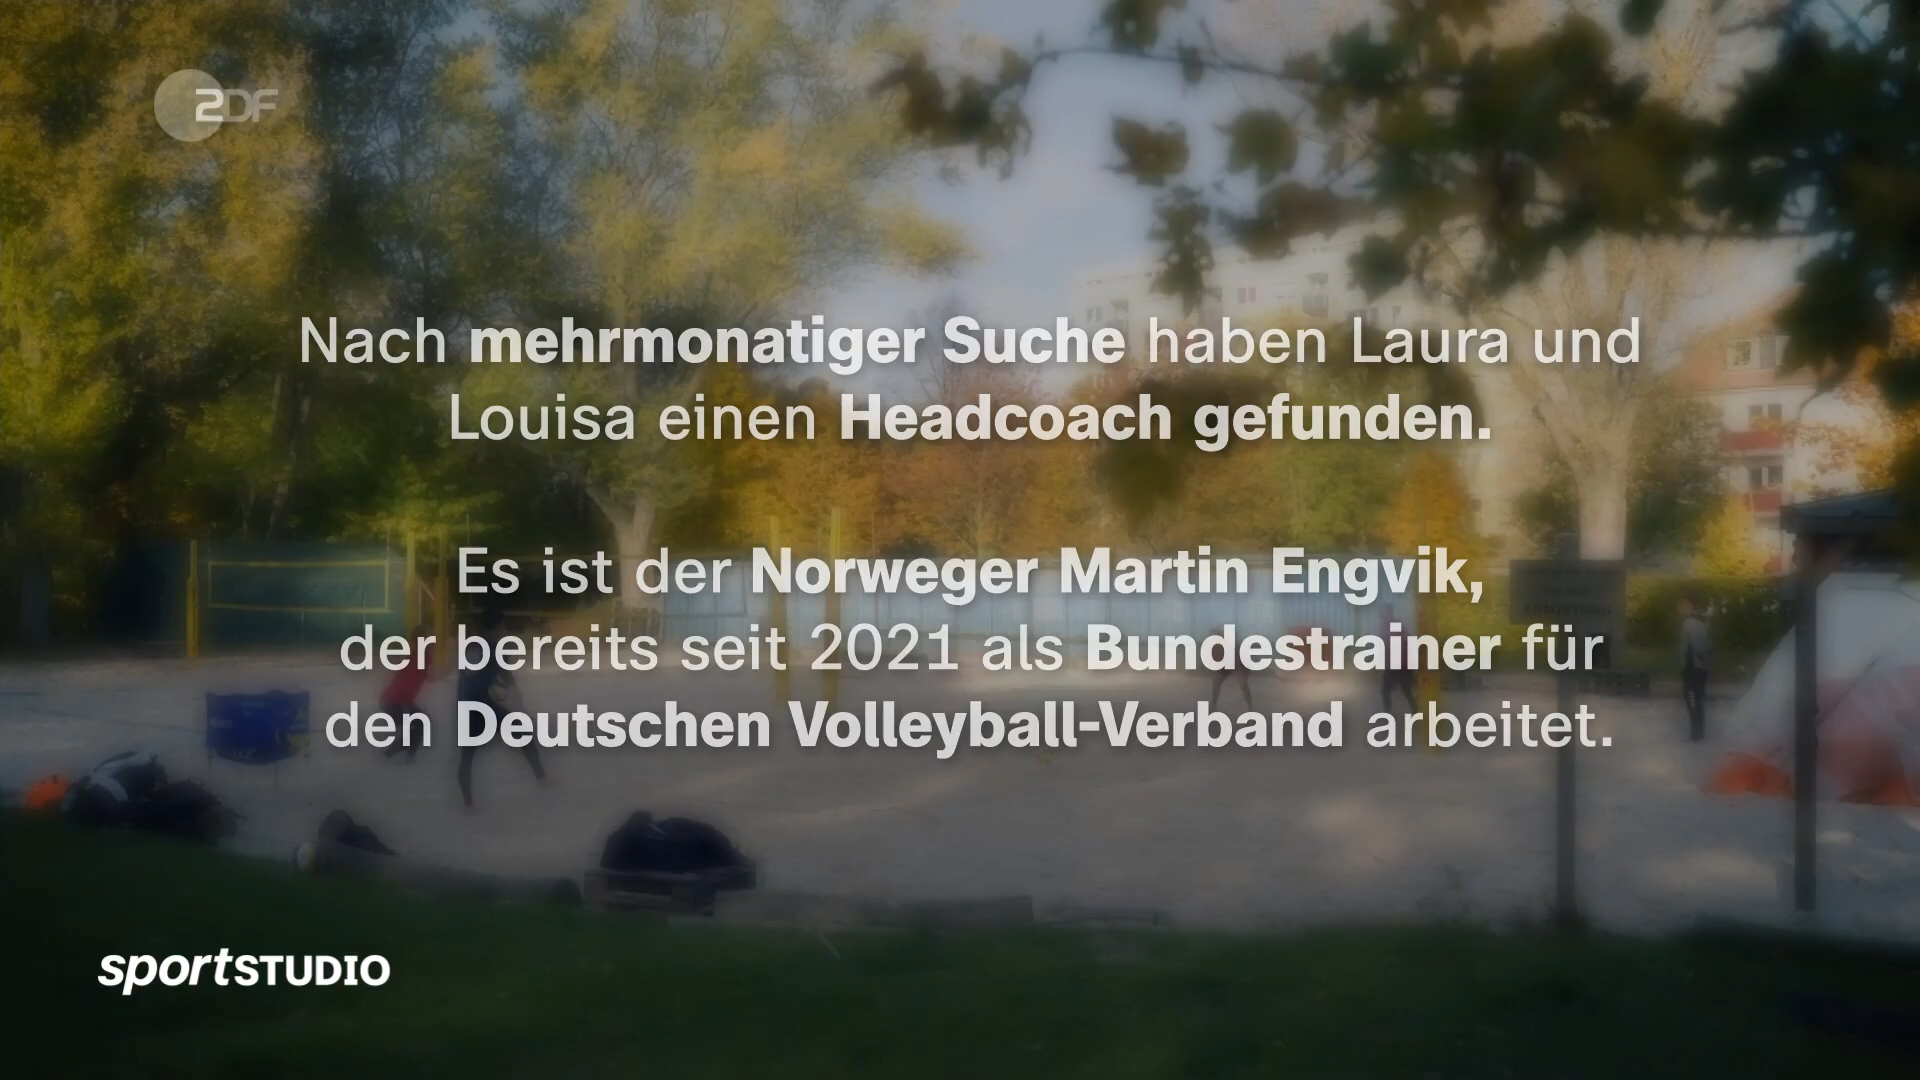 ZDF
Nach mehrmonatiger Suche haben Laura und
Louisa einen Headcoach gefunden.
Es ist der Norweger Martin Engvik,
der bereits seit 2021 als Bundestrainer für
den Deutschen Volleyball-Verband arbeitet.
sportSTUDIO